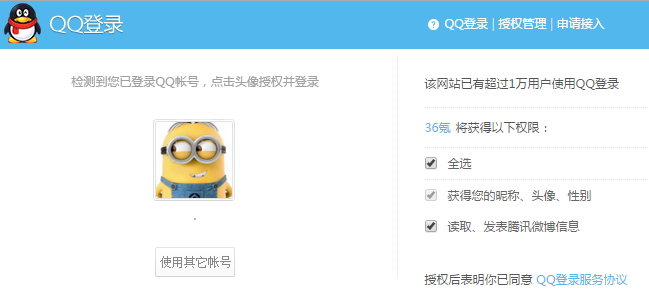 QQ登录
QQ登录 | 授权管理 | 申请接入
检测到您已登录QQ帐号，点击头像授权并登录
使用其它帐号
该网站已有超过1万用户使用QQ登录
36氪 将获得以下权限：
全选
获得您的昵称、头像、性别
读取、发表腾讯微博信息
授权后表明你已同意 QQ登录服务协议